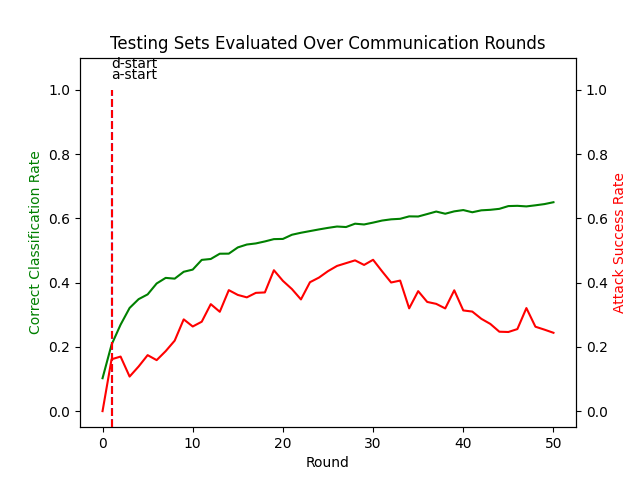 Testing Sets Evaluated Over Communication Rounds
d-start
a-start
1.0
0.8
0.6
0.4
0.2
0.0
Correct Classification Rate
1.0
0.8
0.6
0.4
0.2
0.0
Attack Success Rate
0 10 20 30 40 50
Round